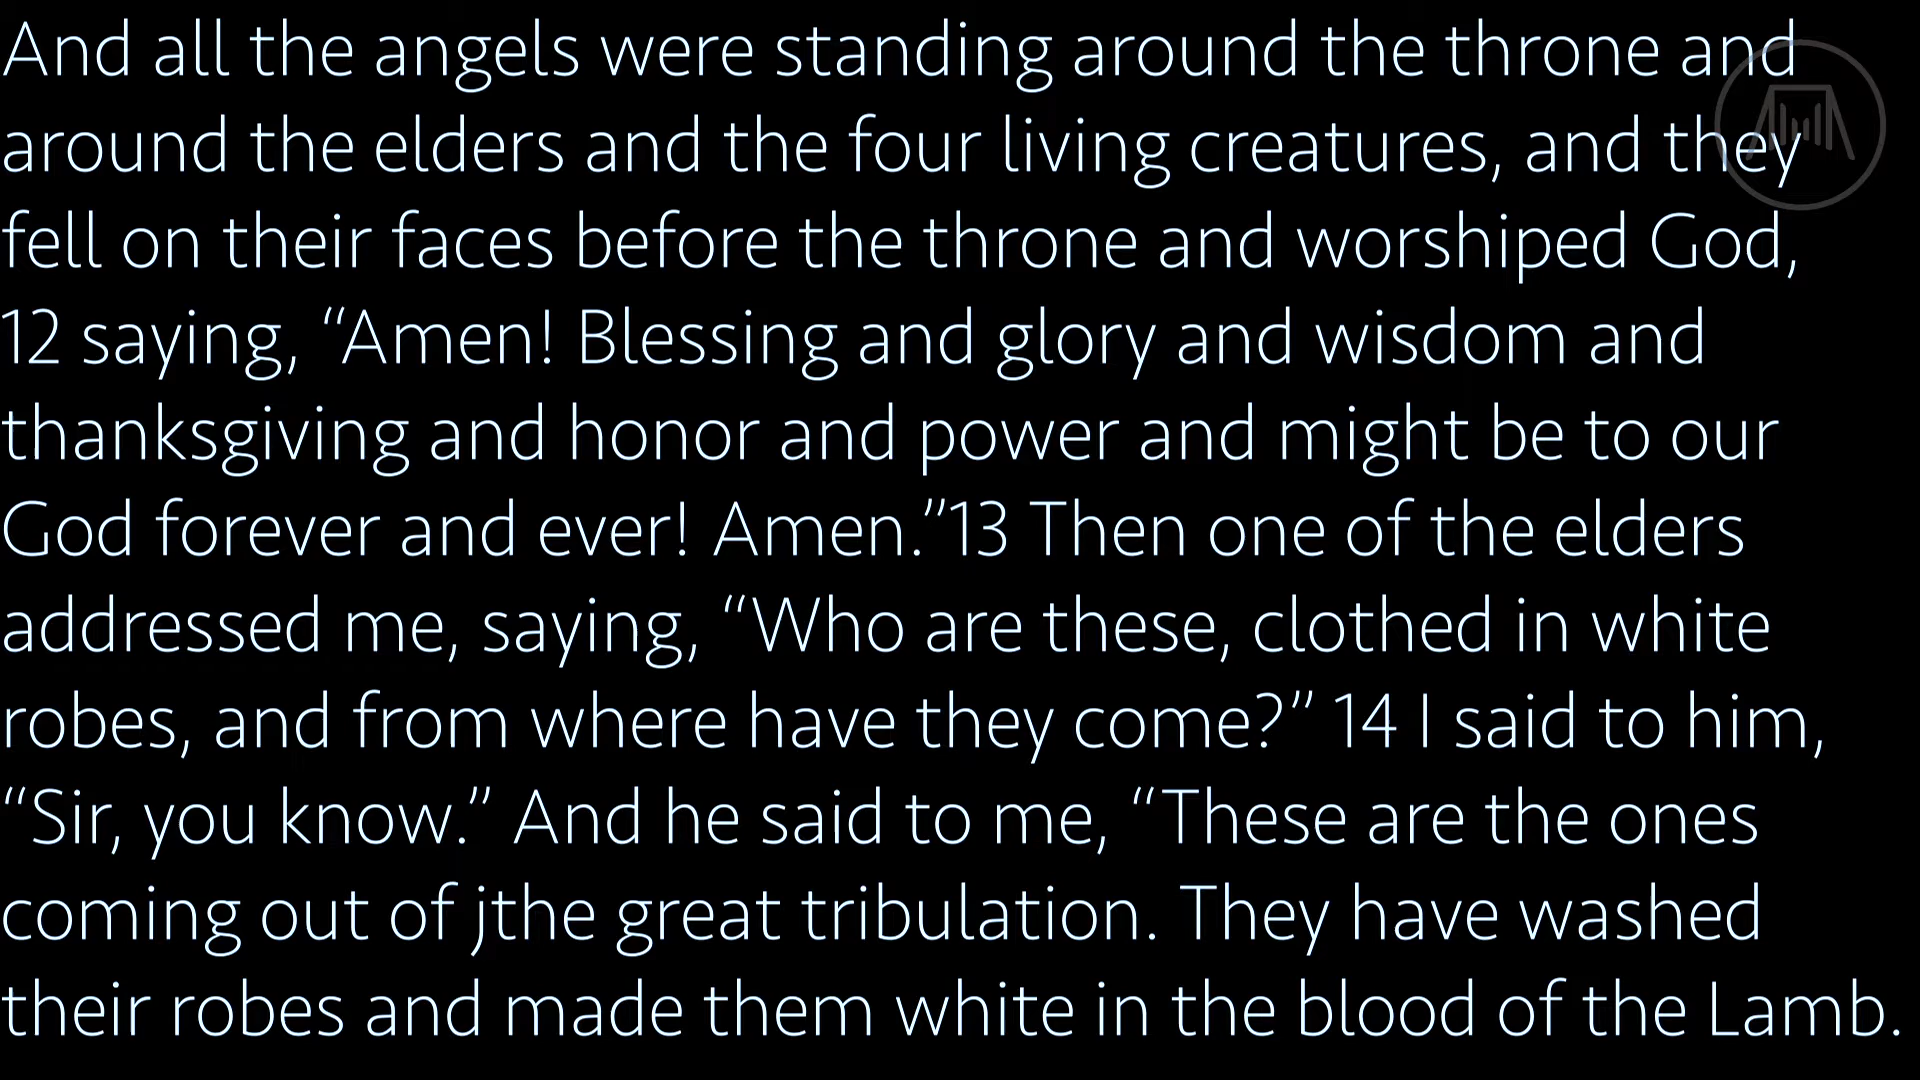 And all the angels were standing around the throne and
around the elders and the four living creatures, and they
fell on their faces before the throne and worshiped God,
12 saying, “Amen! Blessing and glory and wisdom and
thanksgiving and honor and power and might be to our
God forever and ever! Amen.”13 Then one of the elders
addressed me, saying, “Who are these, clothed in white
robes, and from where have they come?” 14 I said to him,
“Sir, you know.” And he said to me, “These are the ones
coming out of jthe great tribulation. They have washed
their robes and made them white in the blood of the Lamb.